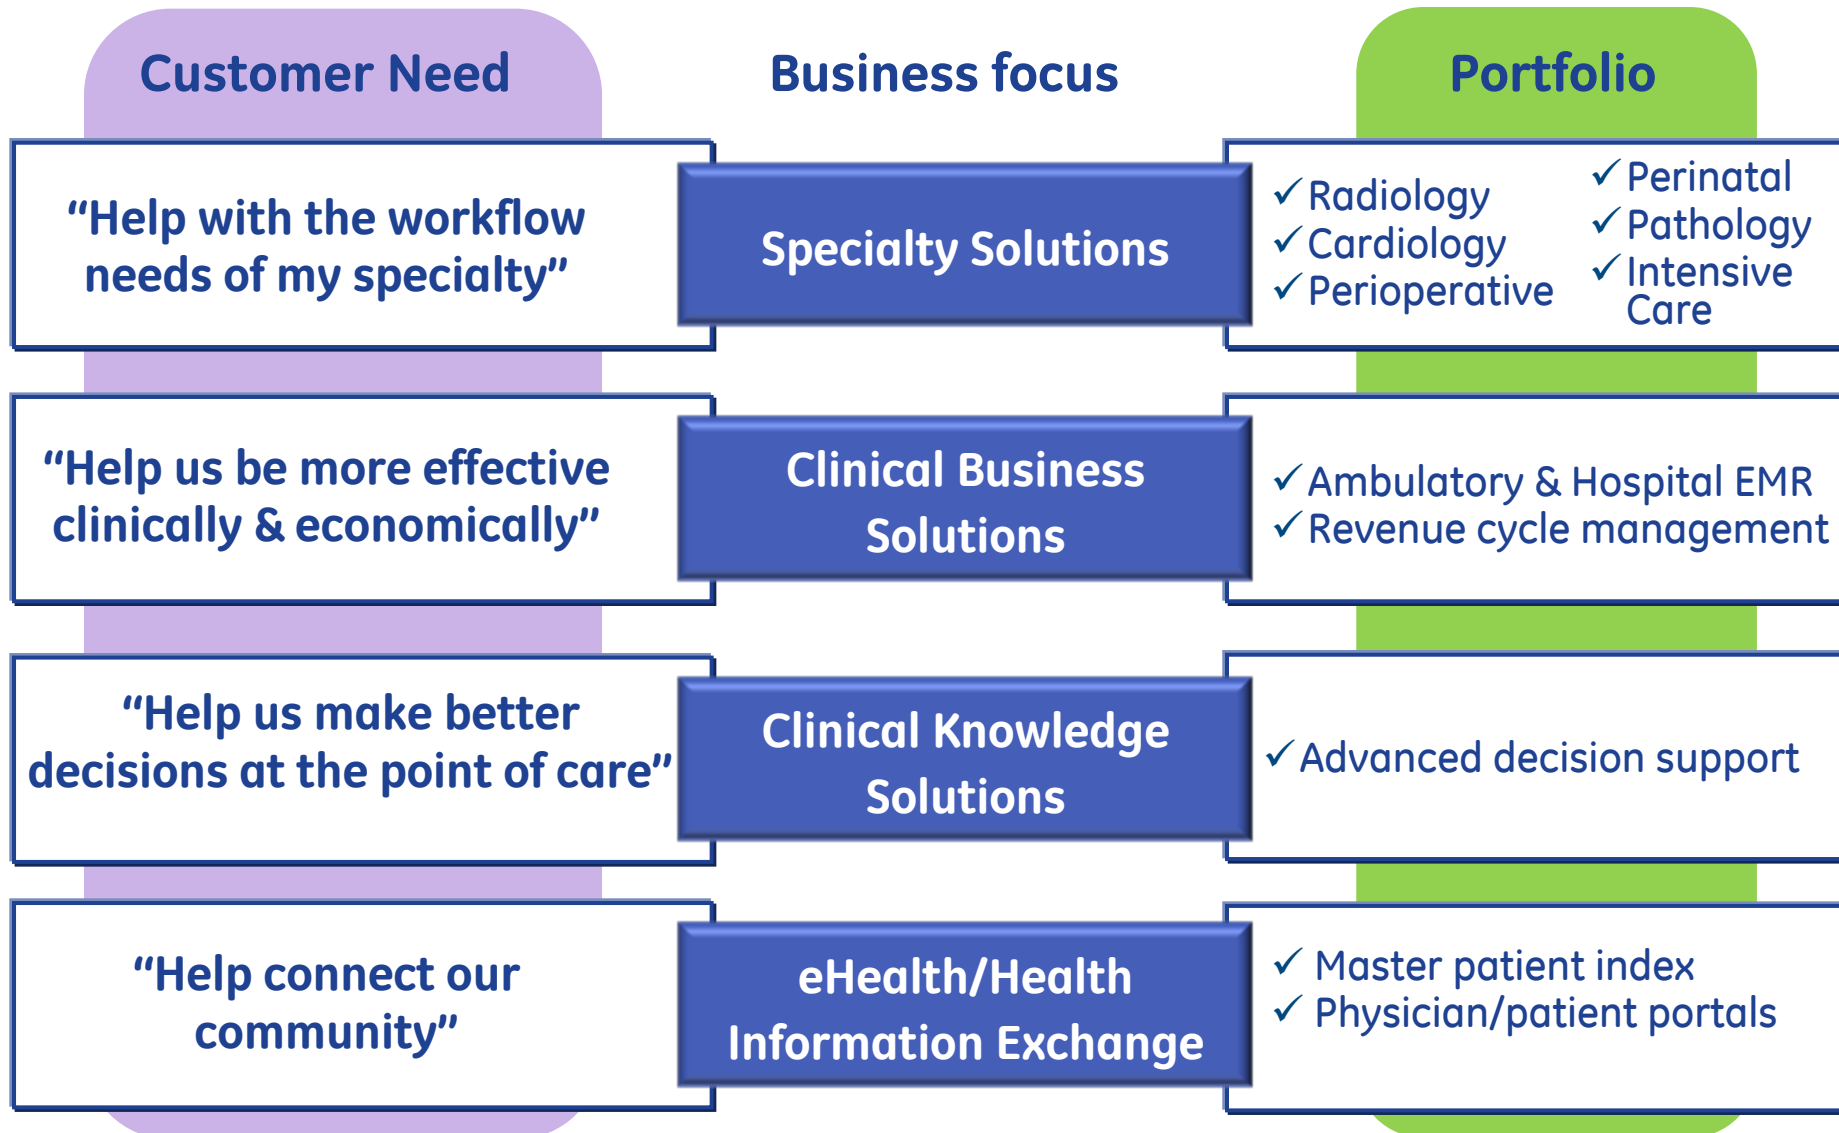 Customer Need
Business focus
Portfolio
“Help with the workflow
needs of my specialty”
Specialty Solutions
✓ Radiology
✓ Cardiology
✓ Perioperative
✓ Perinatal
✓ Pathology
✓ Intensive
Care
“Help us be more effective
clinically & economically”
Clinical Business
Solutions
✓ Ambulatory & Hospital EMR
✓ Revenue cycle management
“Help us make better
decisions at the point of care”
Clinical Knowledge
Solutions
✓ Advanced decision support
“Help connect our
community”
eHealth/Health
Information Exchange
✓ Master patient index
✓ Physician/patient portals